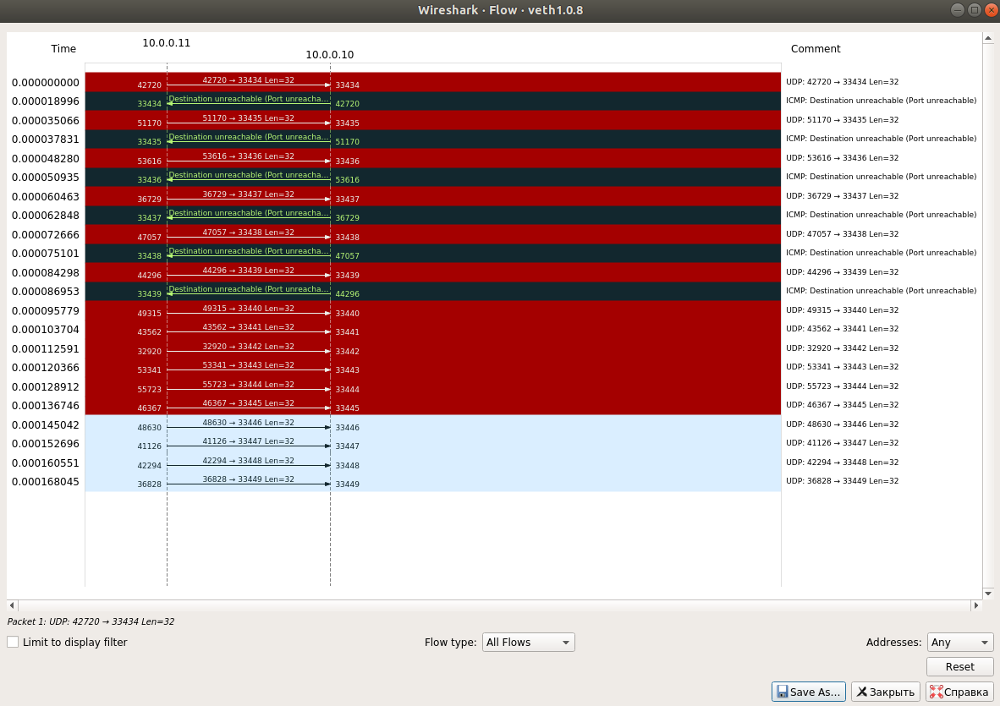 Wireshark · Flow · veth1.0.8
Time 10.0.0.11 10.0.0.10 Comment
0.000000000 42720 42720 → 33434 Len=32 33434 UDP: 42720 → 33434 Len=32
0.000018996 33434 Destination unreachable (Port unreacha… 42720 ICMP: Destination unreachable (Port unreachable)
0.000035066 51170 51170 → 33435 Len=32 33435 UDP: 51170 → 33435 Len=32
0.000037831 33435 Destination unreachable (Port unreacha… 51170 ICMP: Destination unreachable (Port unreachable)
0.000048280 53616 53616 → 33436 Len=32 33436 UDP: 53616 → 33436 Len=32
0.000050935 33436 Destination unreachable (Port unreacha… 53616 ICMP: Destination unreachable (Port unreachable)
0.000060463 36729 36729 → 33437 Len=32 33437 UDP: 36729 → 33437 Len=32
0.000062848 33437 Destination unreachable (Port unreacha… 36729 ICMP: Destination unreachable (Port unreachable)
0.000072666 47057 47057 → 33438 Len=32 33438 UDP: 47057 → 33438 Len=32
0.000075101 33438 Destination unreachable (Port unreacha… 47057 ICMP: Destination unreachable (Port unreachable)
0.000084298 44296 44296 → 33439 Len=32 33439 UDP: 44296 → 33439 Len=32
0.000086953 33439 Destination unreachable (Port unreacha… 44296 ICMP: Destination unreachable (Port unreachable)
0.000095779 49315 49315 → 33440 Len=32 33440 UDP: 49315 → 33440 Len=32
0.000103704 43562 43562 → 33441 Len=32 33441 UDP: 43562 → 33441 Len=32
0.000112591 32920 32920 → 33442 Len=32 33442 UDP: 32920 → 33442 Len=32
0.000120366 53341 53341 → 33443 Len=32 33443 UDP: 53341 → 33443 Len=32
0.000128912 55723 55723 → 33444 Len=32 33444 UDP: 55723 → 33444 Len=32
0.000136746 46367 46367 → 33445 Len=32 33445 UDP: 46367 → 33445 Len=32
0.000145042 48630 48630 → 33446 Len=32 33446 UDP: 48630 → 33446 Len=32
0.000152696 41126 41126 → 33447 Len=32 33447 UDP: 41126 → 33447 Len=32
0.000160551 42294 42294 → 33448 Len=32 33448 UDP: 42294 → 33448 Len=32
0.000168045 36828 36828 → 33449 Len=32 33449 UDP: 36828 → 33449 Len=32
Packet 1: UDP: 42720 → 33434 Len=32
Limit to display filter Flow type: All Flows Addresses: Any
Reset
Save As… Закрыть Справка